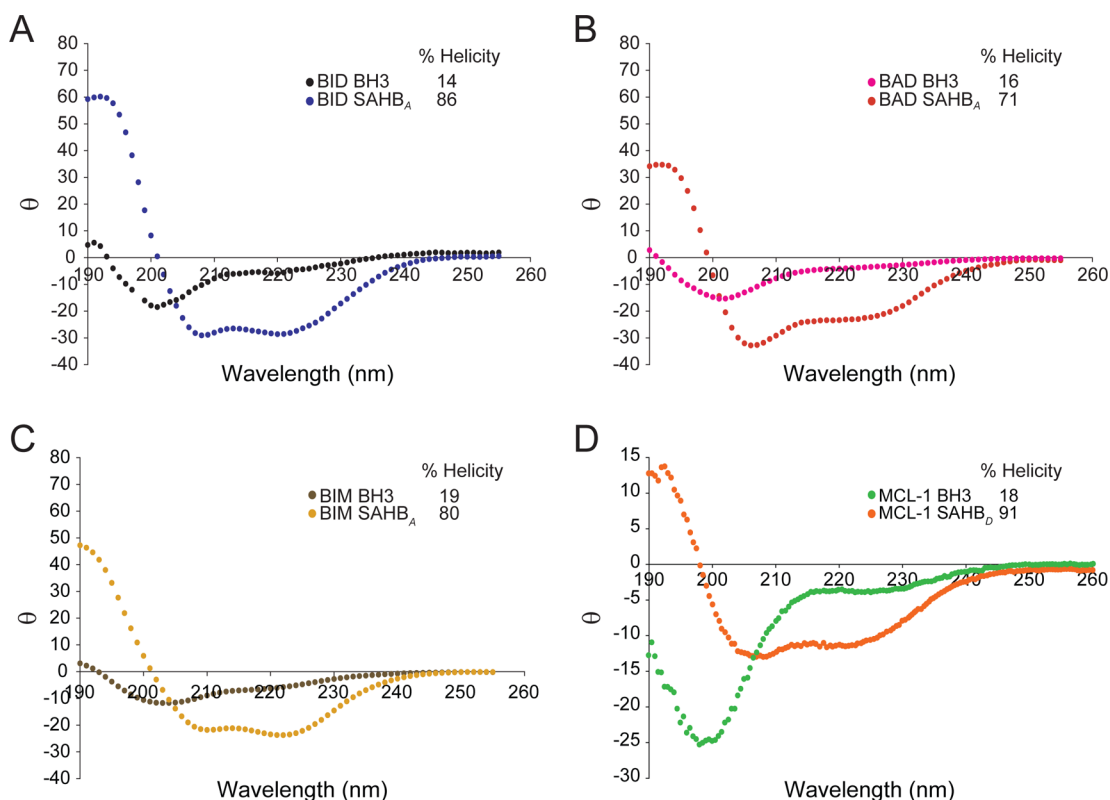 A
80
70
60
50
40
30
20
10
0
-10
-20
-30
-40
θ
190 200 210 220 230 240 250 260
Wavelength (nm)
% Helicity
BID BH3 14
BID SAHB_A 86
B
80
70
60
50
40
30
20
10
0
-10
-20
-30
-40
θ
190 200 210 220 230 240 250 260
Wavelength (nm)
% Helicity
BAD BH3 16
BAD SAHB_A 71
C
80
70
60
50
40
30
20
10
0
-10
-20
-30
-40
θ
190 200 210 220 230 240 250 260
Wavelength (nm)
% Helicity
BIM BH3 19
BIM SAHB_A 80
D
15
10
5
0
-5
-10
-15
-20
-25
-30
θ
190 200 210 220 230 240 250 260
Wavelength (nm)
% Helicity
MCL-1 BH3 18
MCL-1 SAHB_D 91